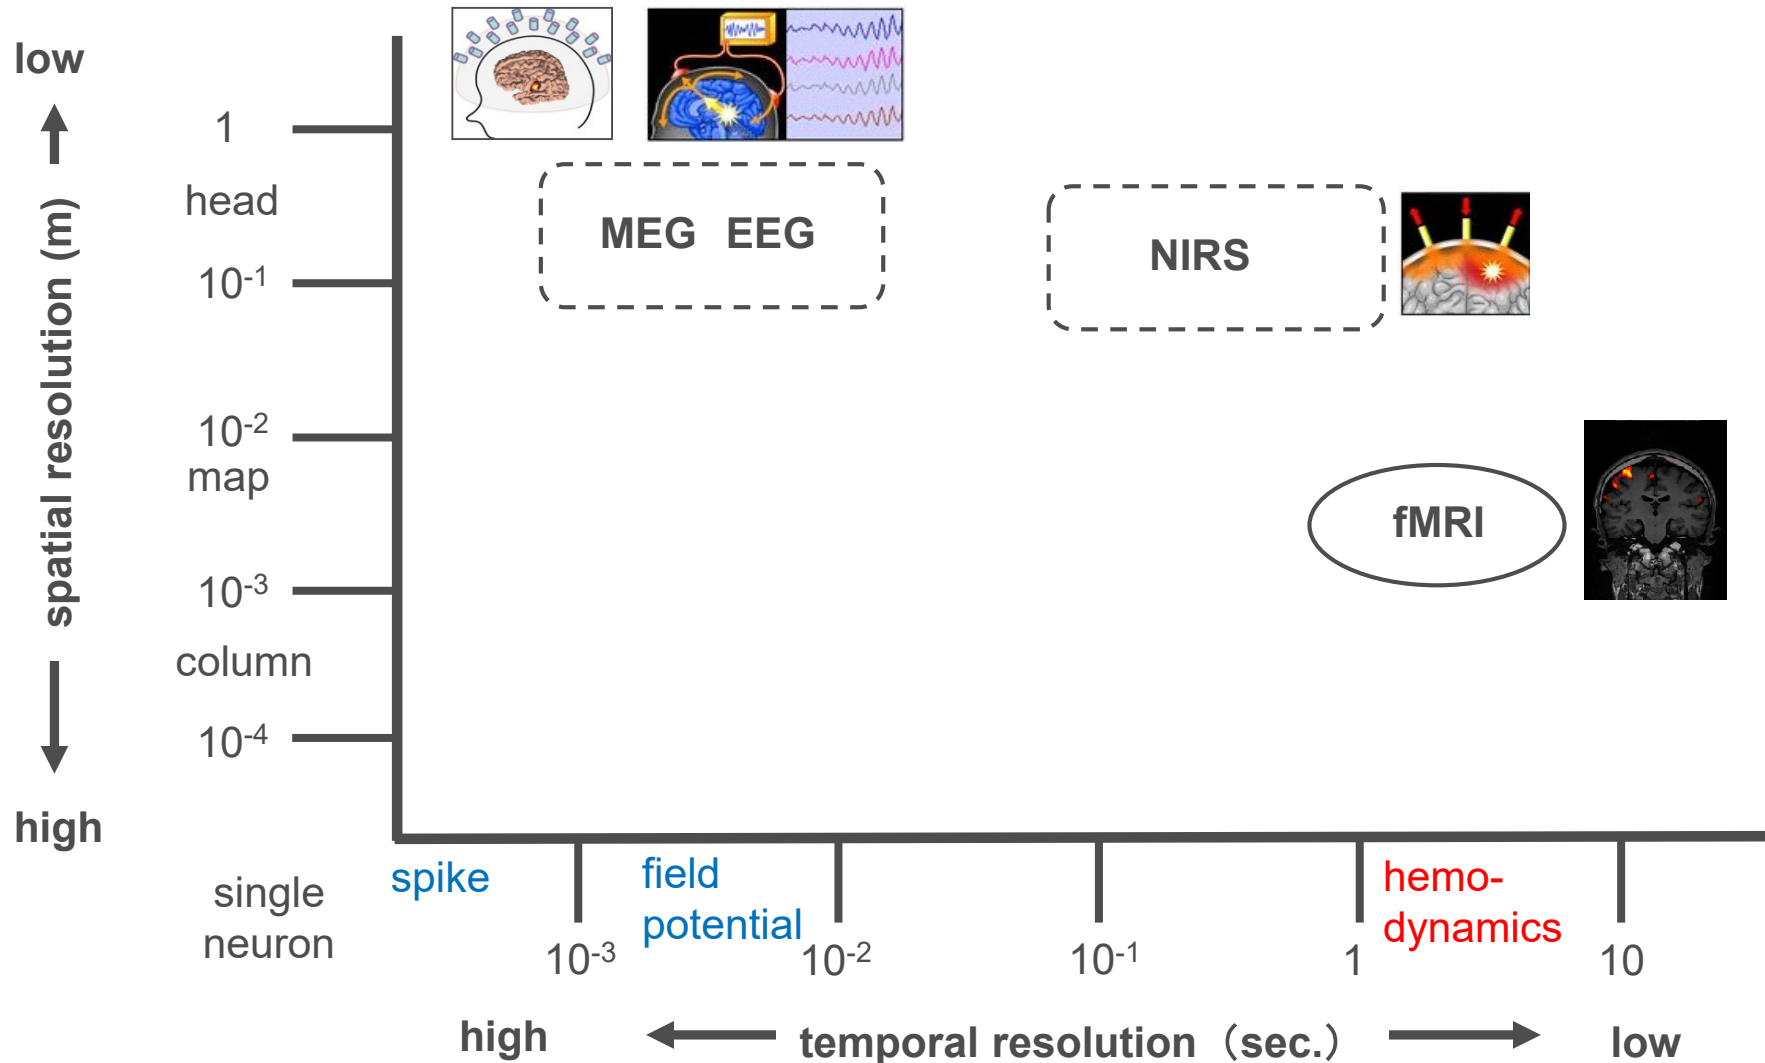 low
1
head
spatial resolution (m)
MEG EEG
NIRS
10-1
10-2
map
fMRI
10-3
column
10-4
high
single
neuron
spike
field
potential
hemo-
dynamics
10-3
10-2
10-1
1
10
high
temporal resolution（sec.）
low